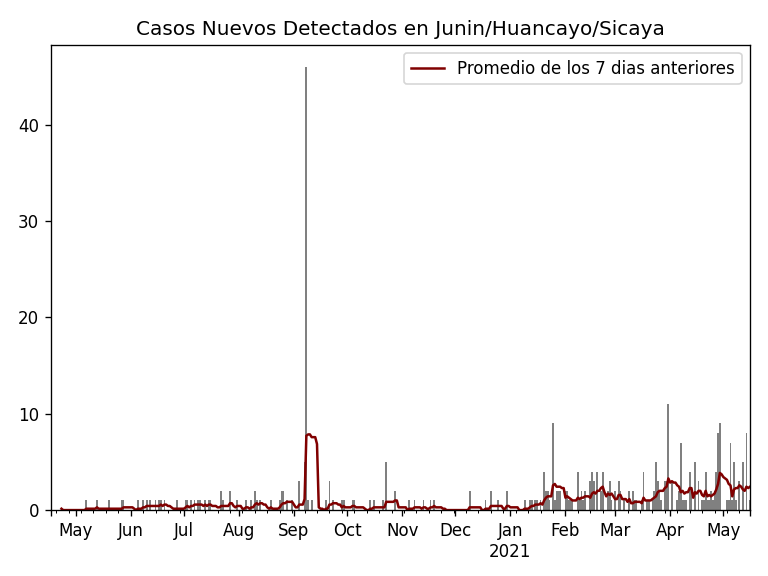 Casos Nuevos Detectados en Junin/Huancayo/Sicaya
Promedio de los 7 dias anteriores
40
30
20
10
0
May Jun Jul Aug Sep Oct Nov Dec Jan Feb Mar Apr May
2021